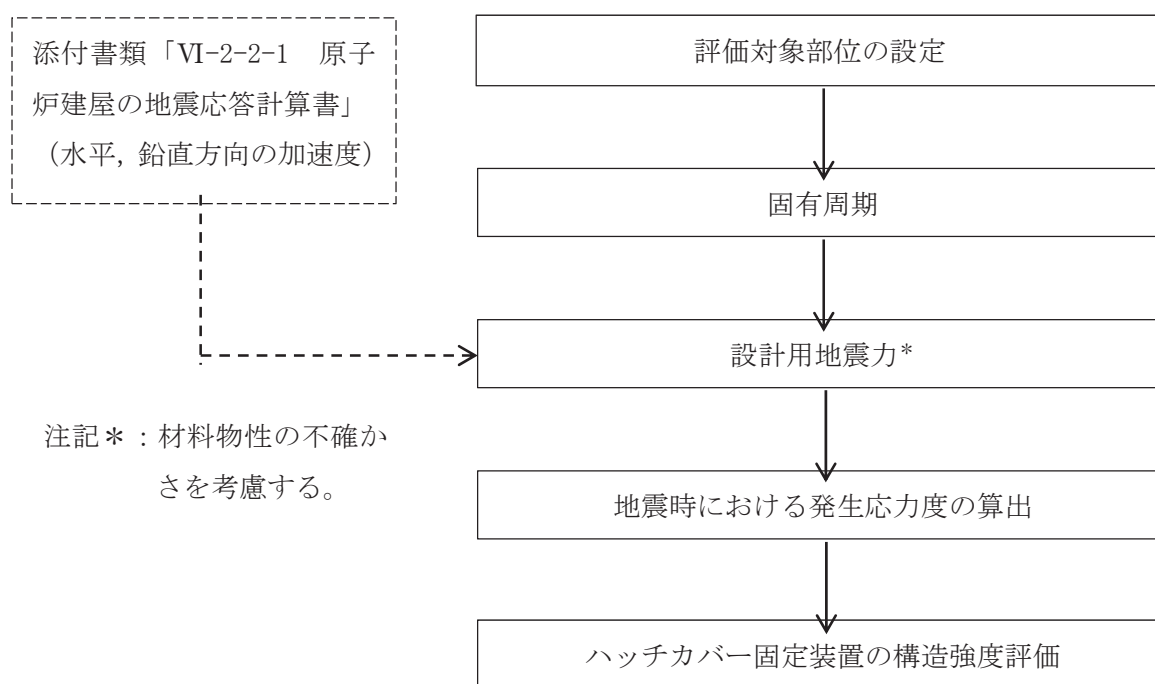 添付書類「Ⅵ-2-2-1　原子
炉建屋の地震応答計算書」
（水平, 鉛直方向の加速度）
評価対象部位の設定
固有周期
設計用地震力*
注記＊：材料物性の不確か
さを考慮する。
地震時における発生応力度の算出
ハッチカバー固定装置の構造強度評価